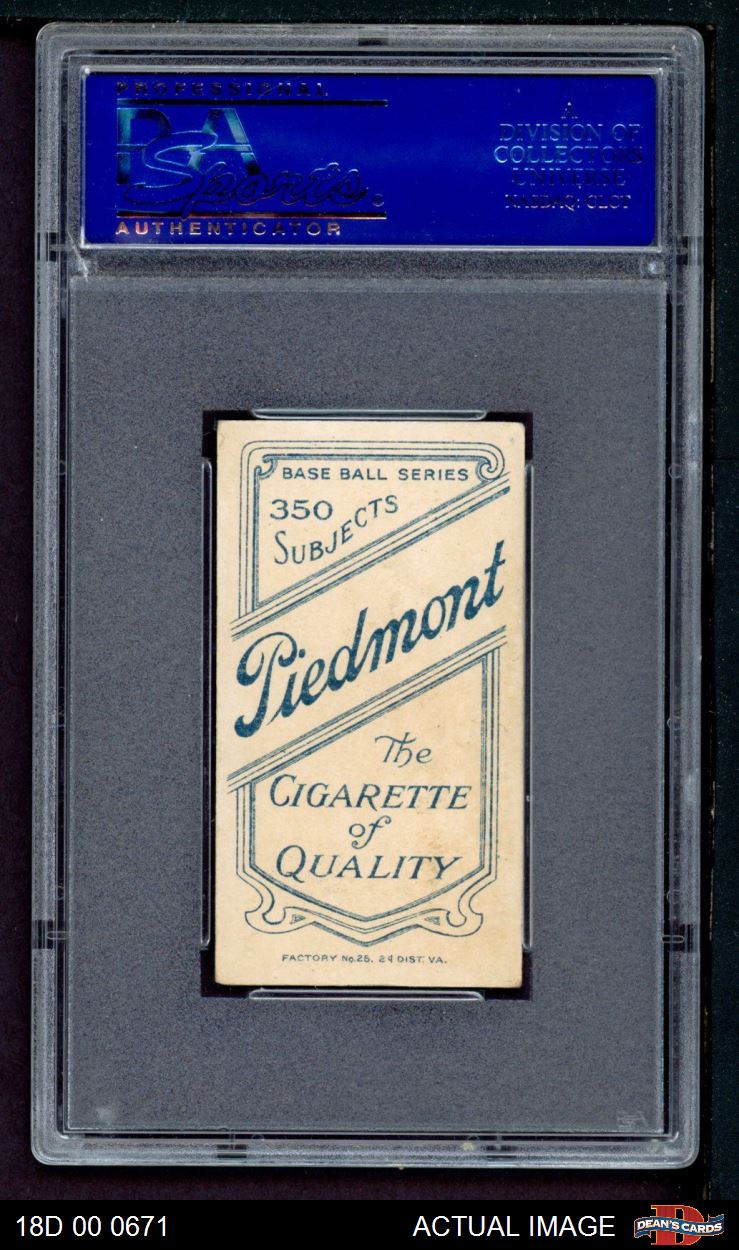 PROFESSIONAL
PSA
Sports
AUTHENTICATOR
A
DIVISION OF
COLLECTORS
UNIVERSE
NASDAQ: CLCT
BASE BALL SERIES
350
SUBJECTS
Piedmont
The
CIGARETTE
of
QUALITY
FACTORY No. 25. 2d DIST. VA.
18D 00 0671
ACTUAL IMAGE
DEAN'S CARDS